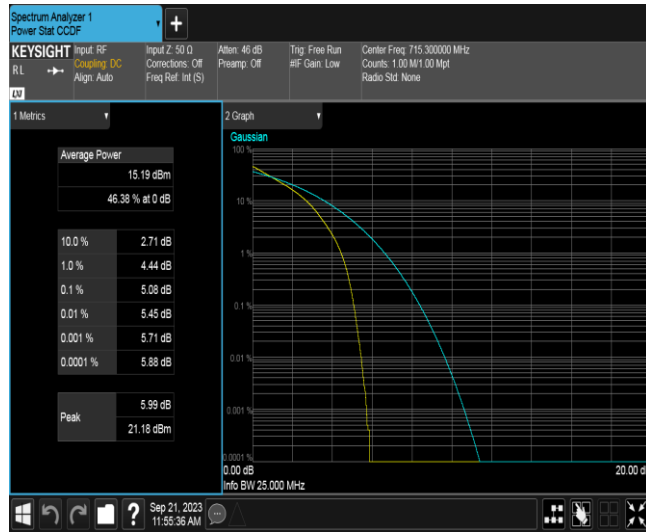 Spectrum Analyzer 1
Power Stat CCDF
+
KEYSIGHT
RL
LXI
Input: RF
Coupling: DC
Align: Auto
Input Z: 50 Ω
Corrections: Off
Freq Ref: Int (S)
Atten: 46 dB
Preamp: Off
Trig: Free Run
#IF Gain: Low
Center Freq: 715.300000 MHz
Counts: 1.00 M/1.00 Mpt
Radio Std: None
1 Metrics
Average Power
15.19 dBm
46.38 % at 0 dB
10.0 % 2.71 dB
1.0 % 4.44 dB
0.1 % 5.08 dB
0.01 % 5.45 dB
0.001 % 5.71 dB
0.0001 % 5.88 dB
Peak
5.99 dB
21.18 dBm
2 Graph
Gaussian
100 %
10 %
1 %
0.1 %
0.01 %
0.001 %
0.0001 %
0.00 dB
20.00 d
Info BW 25.000 MHz
?
Sep 21, 2023
11:55:36 AM